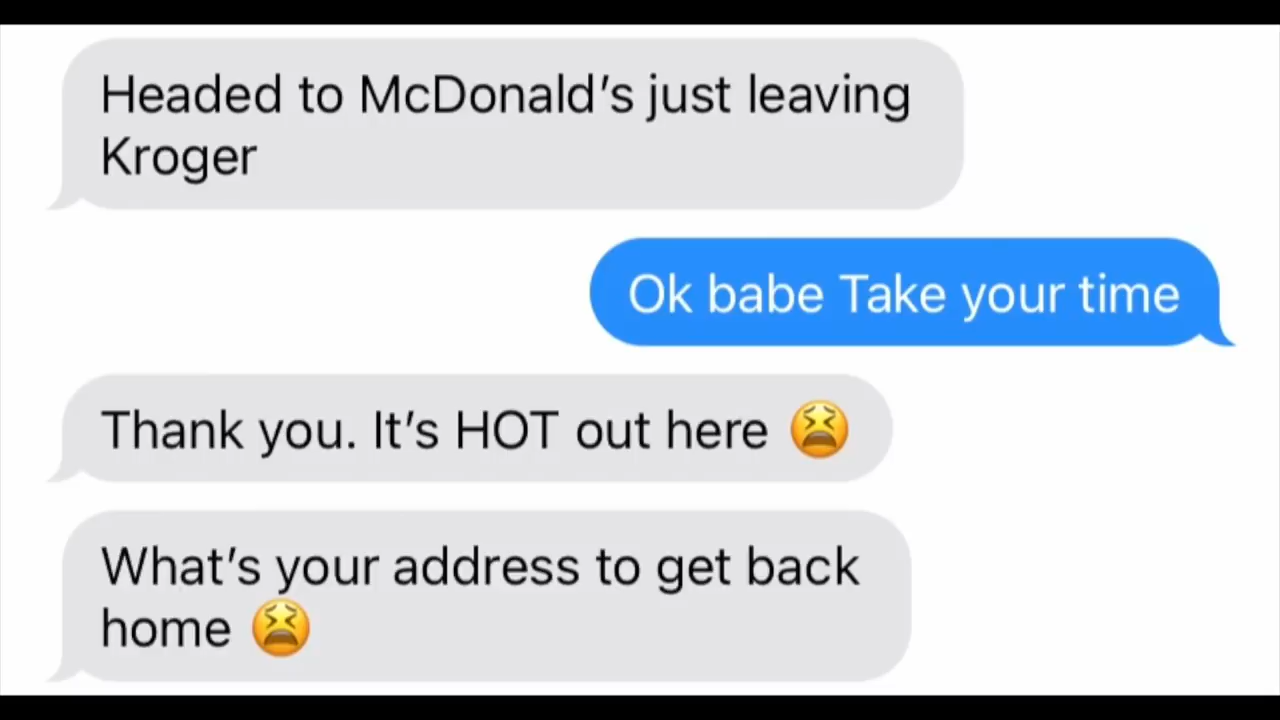 Headed to McDonald's just leaving
Kroger
Ok babe Take your time
Thank you. It's HOT out here 😫
What's your address to get back
home 😫